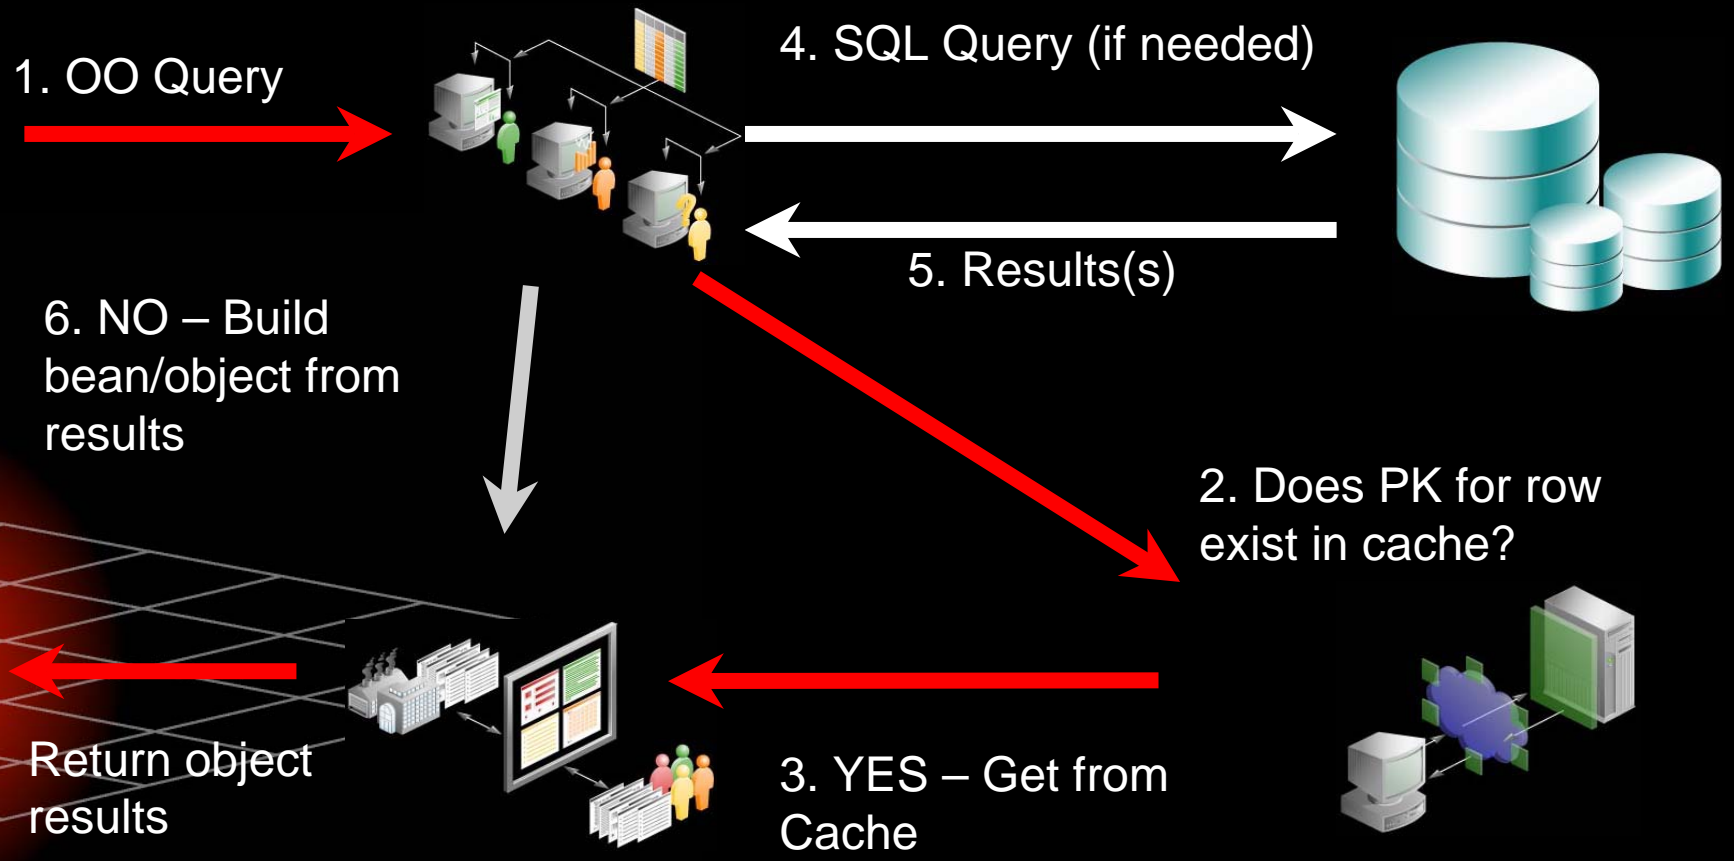 1. OO Query
4. SQL Query (if needed)
5. Results(s)
6. NO – Build
bean/object from
results
2. Does PK for row
exist in cache?
3. YES – Get from
Cache
Return object
results